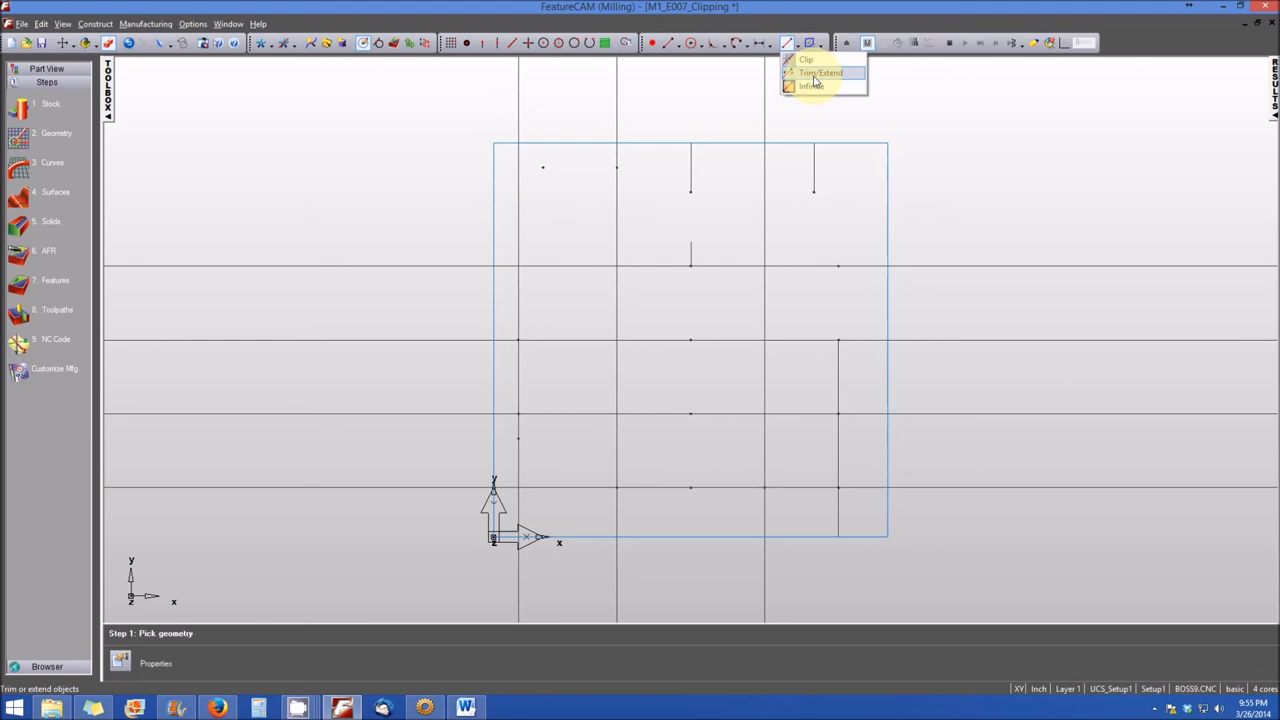 FeatureCAM (Milling) - [M1_E007_Clipping *]
File Edit View Construct Manufacturing Options Window Help
Clip
Trim/Extend
Infinite
Part View
Steps
1. Stock
2. Geometry
3. Curves
4. Surfaces
5. Solids
6. AFR
7. Features
8. Toolpaths
9. NC Code
Customize Mfg.
Browser
TOOLBOX
RESULTS
y
x
z
y
x
z
Step 1: Pick geometry
Properties
Trim or extend objects
XY Inch Layer 1 UCS_Setup1 Setup1 BOSS9.CNC basic 4 cores
9:55 PM
3/26/2014